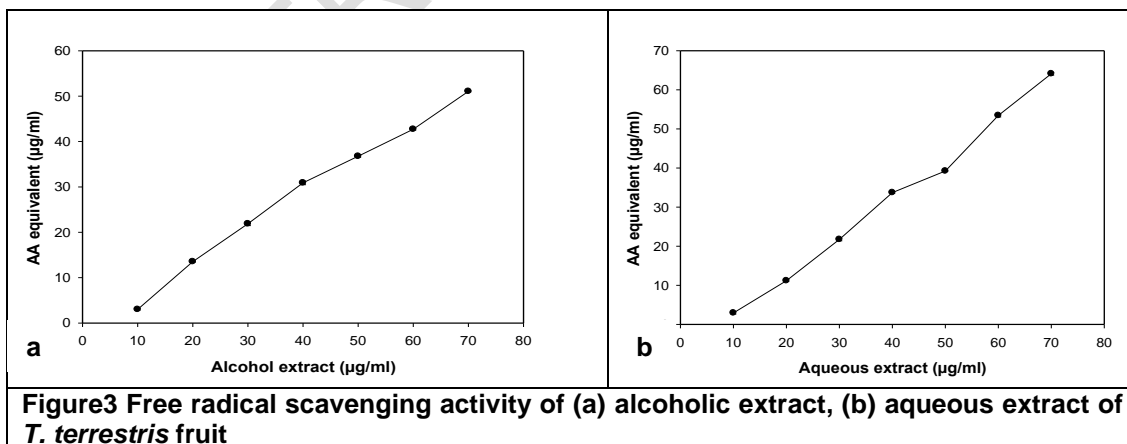 60
50
40
30
20
10
0
AA equivalent (µg/ml)
0 10 20 30 40 50 60 70 80
Alcohol extract (µg/ml)
a
70
60
50
40
30
20
10
AA equivalent (µg/ml)
0 10 20 30 40 50 60 70 80
Aqueous extract (µg/ml)
b
Figure3 Free radical scavenging activity of (a) alcoholic extract, (b) aqueous extract of
T. terrestris fruit